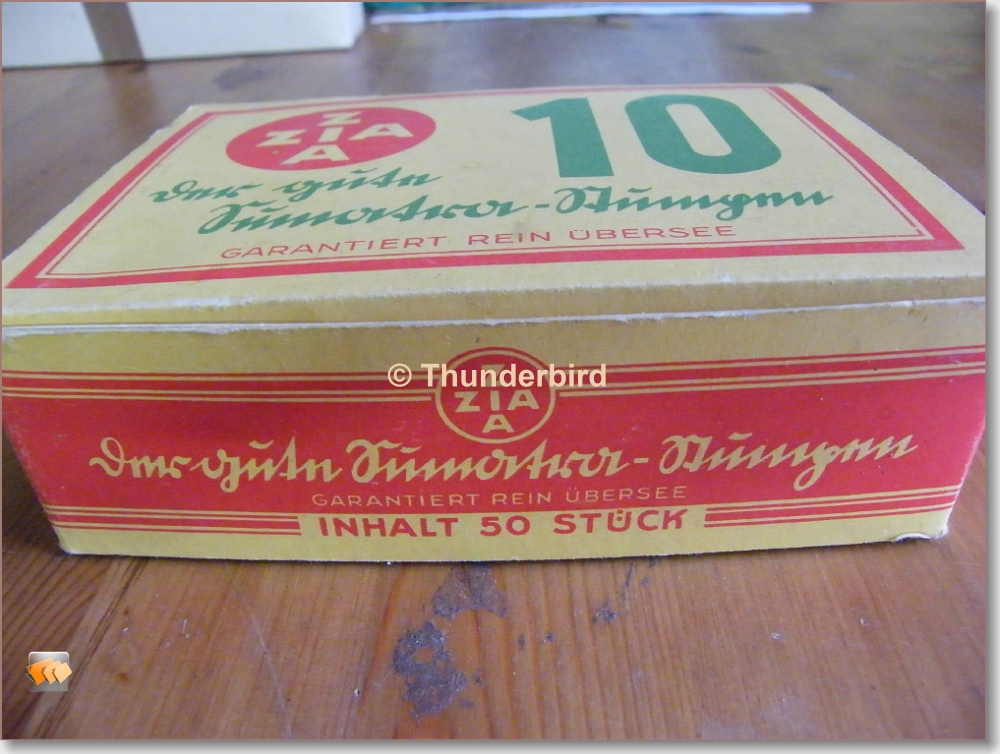 Z
ZIA
A
10
der gute
Sumatra-Stumpen
GARANTIERT REIN ÜBERSEE
© Thunderbird
Z
ZIA
A
Der gute Sumatra-Stumpen
GARANTIERT REIN ÜBERSEE
INHALT 50 STÜCK